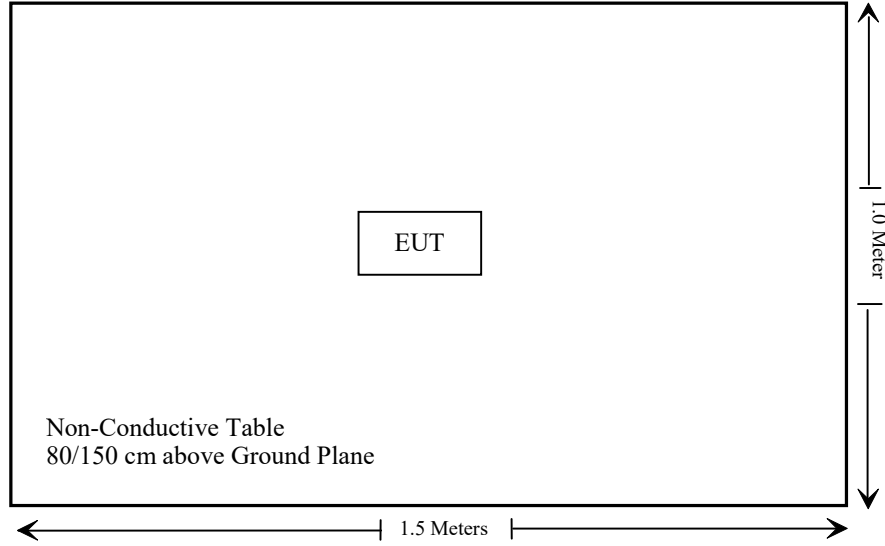 EUT
1.0 Meter
Non-Conductive Table
80/150 cm above Ground Plane
1.5 Meters